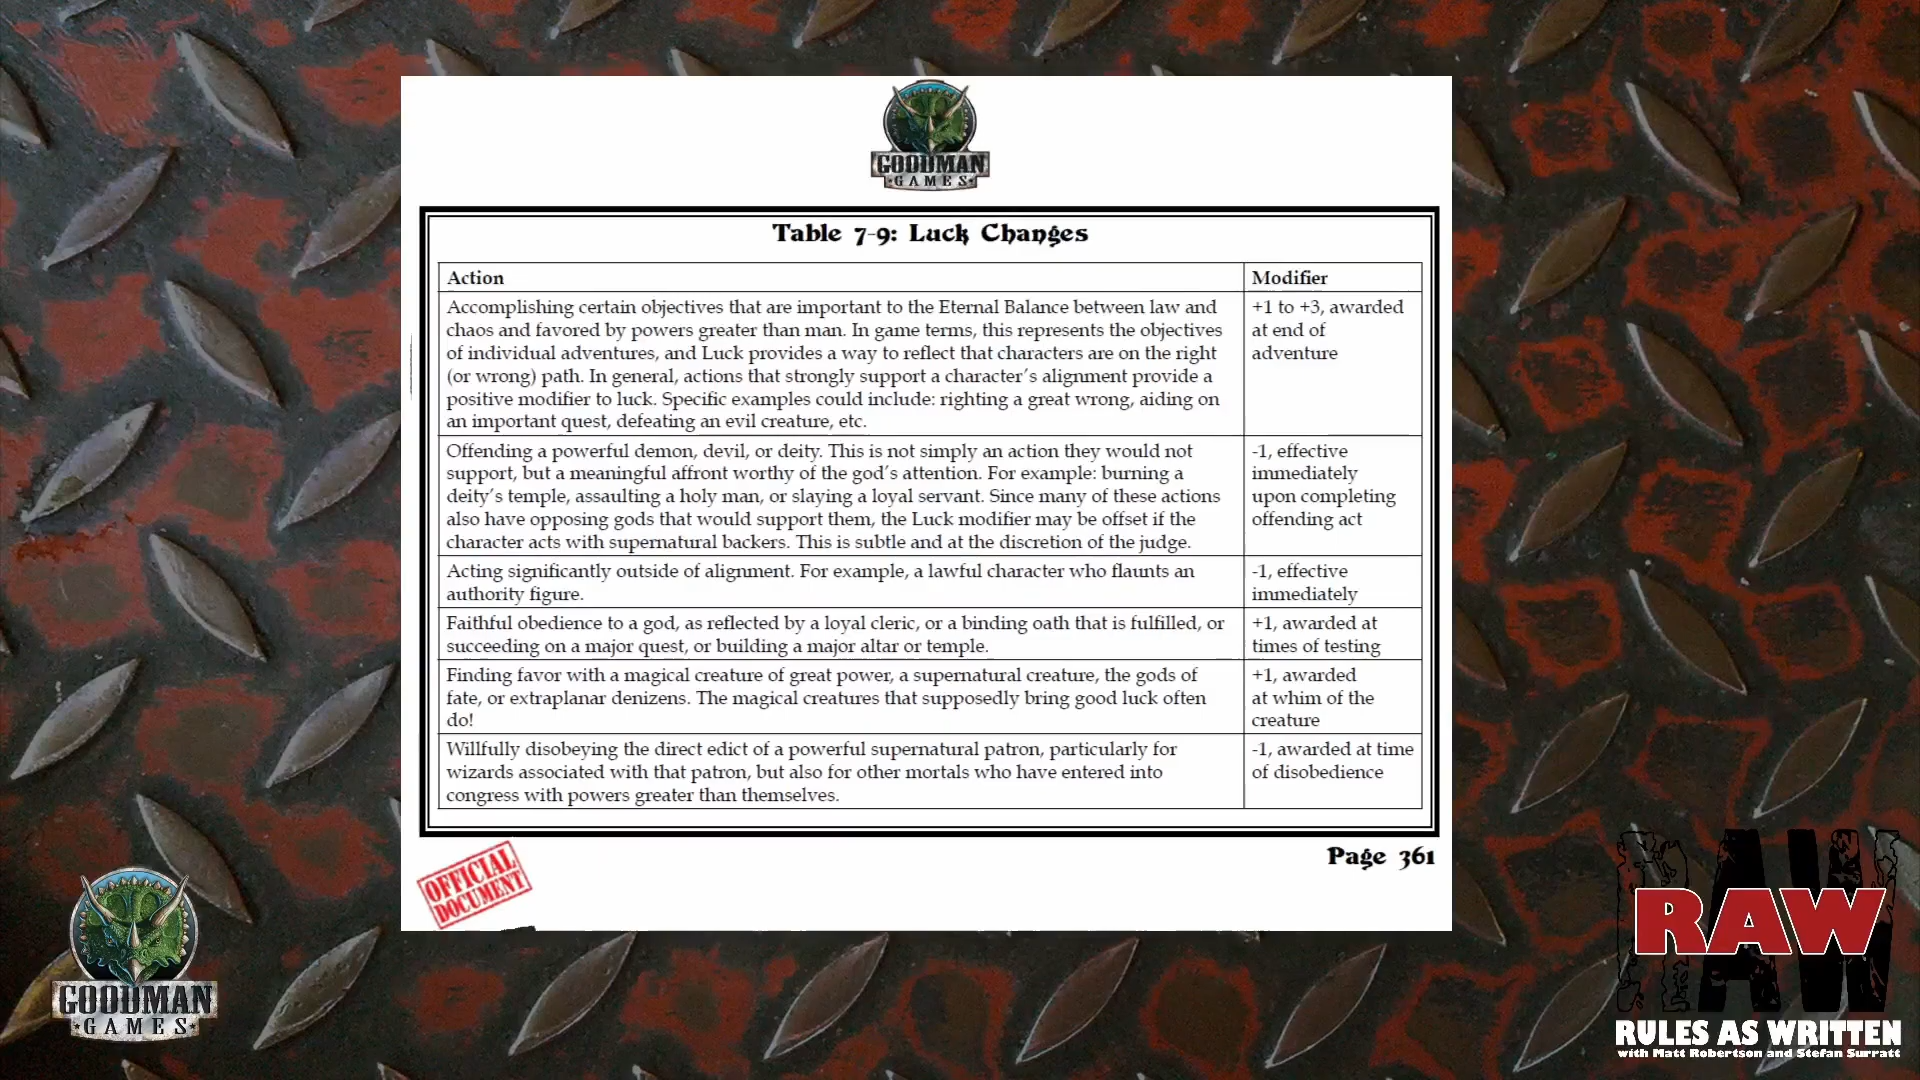 GOODMAN
GAMES
Table 7-9: Luck Changes
Action
Modifier
Accomplishing certain objectives that are important to the Eternal Balance between law and
chaos and favored by powers greater than man. In game terms, this represents the objectives
of individual adventures, and Luck provides a way to reflect that characters are on the right
(or wrong) path. In general, actions that strongly support a character's alignment provide a
positive modifier to luck. Specific examples could include: righting a great wrong, aiding on
an important quest, defeating an evil creature, etc.
+1 to +3, awarded
at end of
adventure
Offending a powerful demon, devil, or deity. This is not simply an action they would not
support, but a meaningful affront worthy of the god's attention. For example: burning a
deity's temple, assaulting a holy man, or slaying a loyal servant. Since many of these actions
also have opposing gods that would support them, the Luck modifier may be offset if the
character acts with supernatural backers. This is subtle and at the discretion of the judge.
-1, effective
immediately
upon completing
offending act
Acting significantly outside of alignment. For example, a lawful character who flaunts an
authority figure.
-1, effective
immediately
Faithful obedience to a god, as reflected by a loyal cleric, or a binding oath that is fulfilled, or
succeeding on a major quest, or building a major altar or temple.
+1, awarded at
times of testing
Finding favor with a magical creature of great power, a supernatural creature, the gods of
fate, or extraplanar denizens. The magical creatures that supposedly bring good luck often
do!
+1, awarded
at whim of the
creature
Willfully disobeying the direct edict of a powerful supernatural patron, particularly for
wizards associated with that patron, but also for other mortals who have entered into
congress with powers greater than themselves.
-1, awarded at time
of disobedience
Page 361
OFFICIAL
DOCUMENT
GOODMAN
GAMES
RAW
RAW
RULES AS WRITTEN
with Matt Robertson and Stefan Surratt